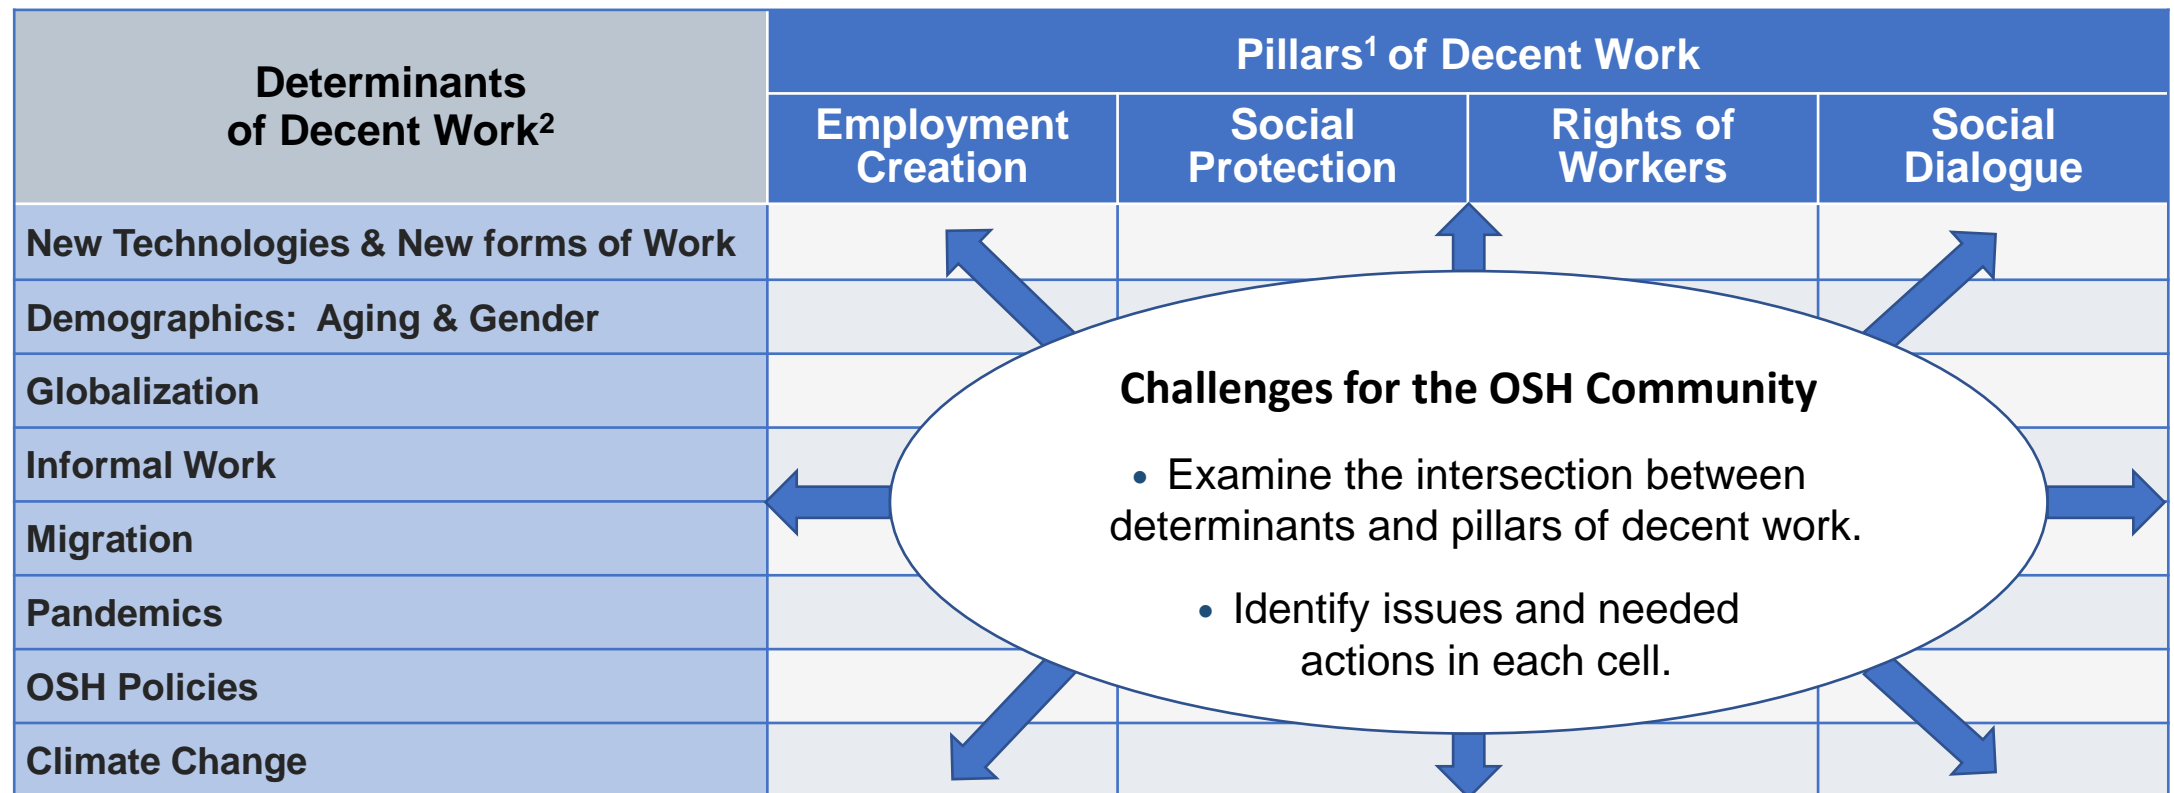 Determinants
of Decent Work²
Pillars¹ of Decent Work
Employment
Creation
Social
Protection
Rights of
Workers
Social
Dialogue
New Technologies & New forms of Work
Demographics:  Aging & Gender
Globalization
Informal Work
Migration
Pandemics
OSH Policies
Climate Change
Challenges for the OSH Community
• Examine the intersection between
determinants and pillars of decent work.
• Identify issues and needed
actions in each cell.